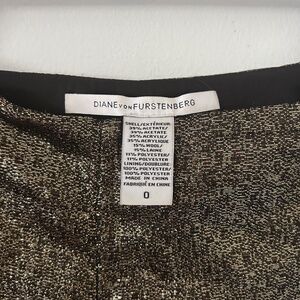 DIANE VON FURSTENBERG
SHELL/EXTÉRIEUR
39% ACETATE/
39% ACÉTATE
35% ACRYLIC/
35% ACRYLIQUE
15% WOOL/
15% LAINE
11% POLYESTER/
11% POLYESTER
LINING/DOUBLURE
100% POLYESTER/
100% POLYESTER
MADE IN CHINA
FABRIQUÉ EN CHINE
0